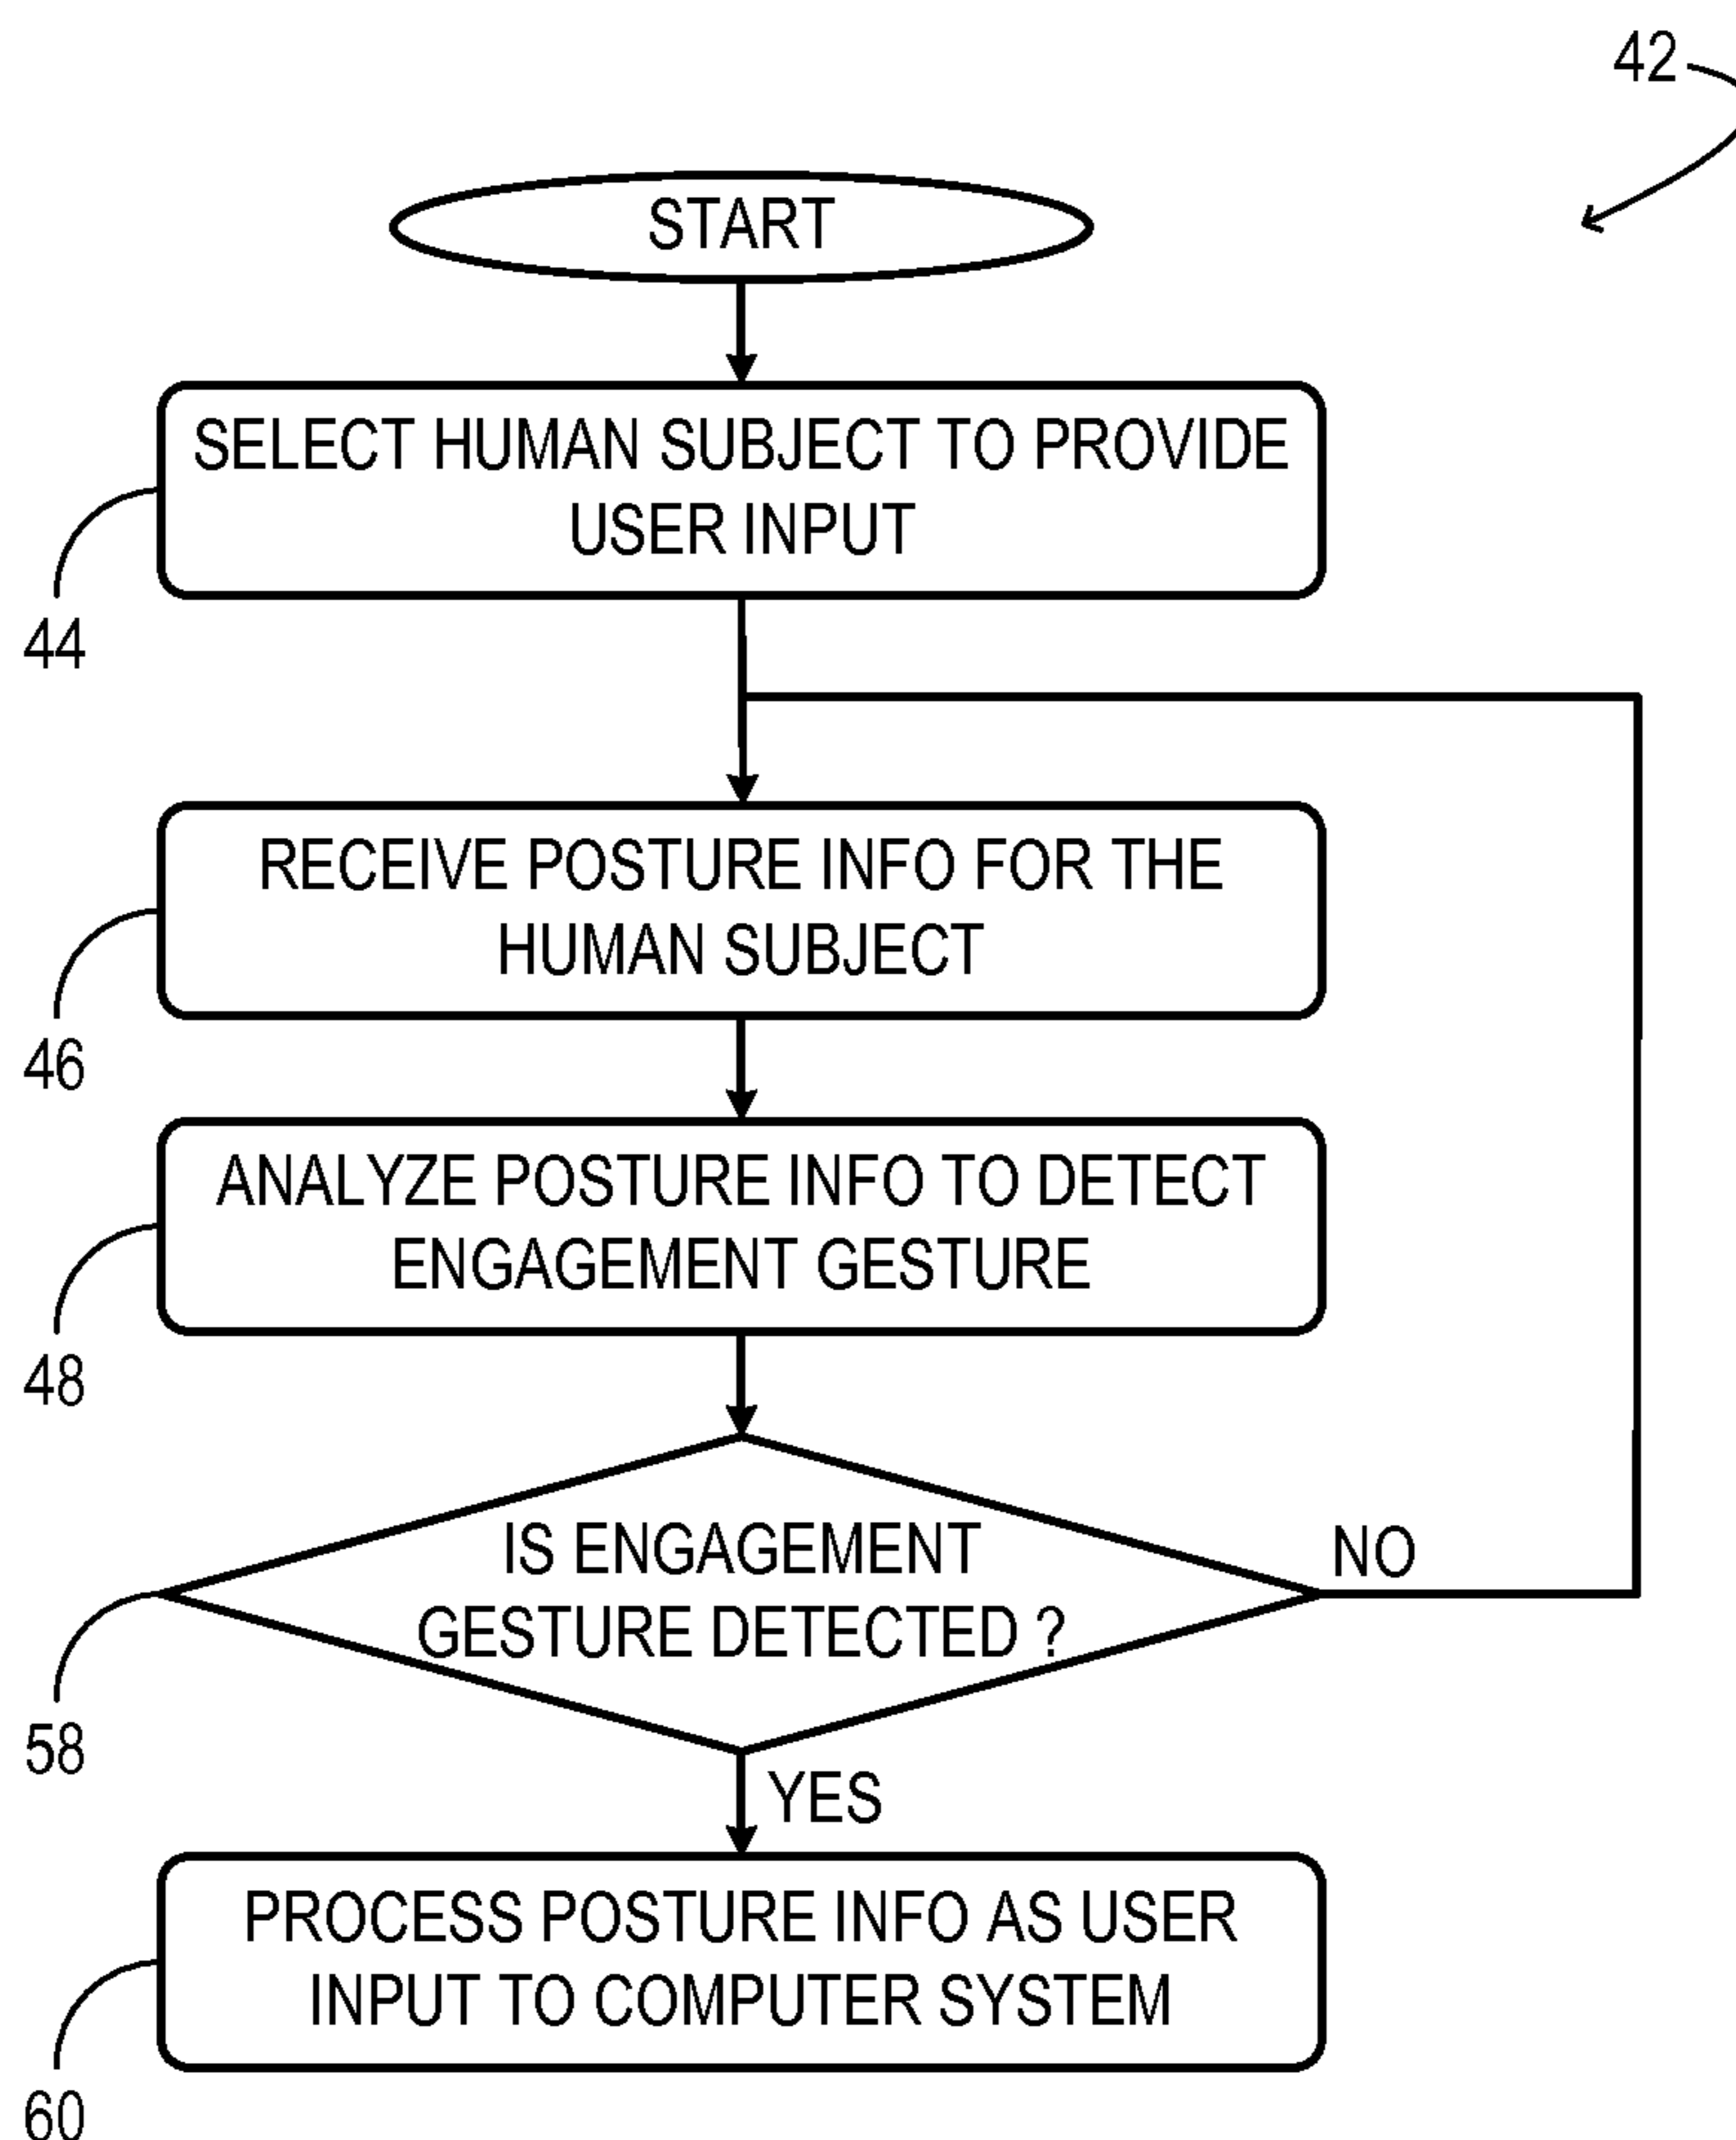 42
START
SELECT HUMAN SUBJECT TO PROVIDE
USER INPUT
44
RECEIVE POSTURE INFO FOR THE
HUMAN SUBJECT
46
ANALYZE POSTURE INFO TO DETECT
ENGAGEMENT GESTURE
48
IS ENGAGEMENT
GESTURE DETECTED ?
NO
58
YES
PROCESS POSTURE INFO AS USER
INPUT TO COMPUTER SYSTEM
60